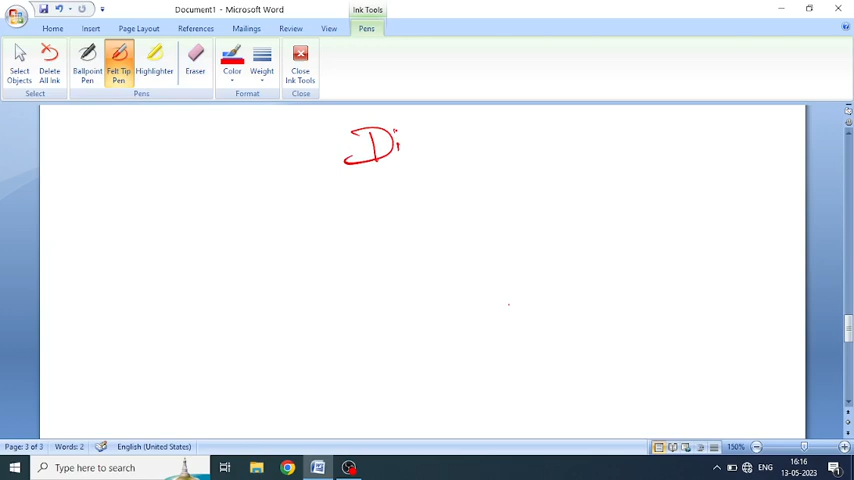 Document1 - Microsoft Word
Ink Tools
Home Insert Page Layout References Mailings Review View Pens
Select Objects
Delete All Ink
Ballpoint Pen
Felt Tip Pen
Highlighter
Eraser
Color
Weight
Close Ink Tools
Select Pens Format Close
Di
Page: 3 of 3 Words: 2 English (United States) 150%
Type here to search ENG 16:16
13-05-2023